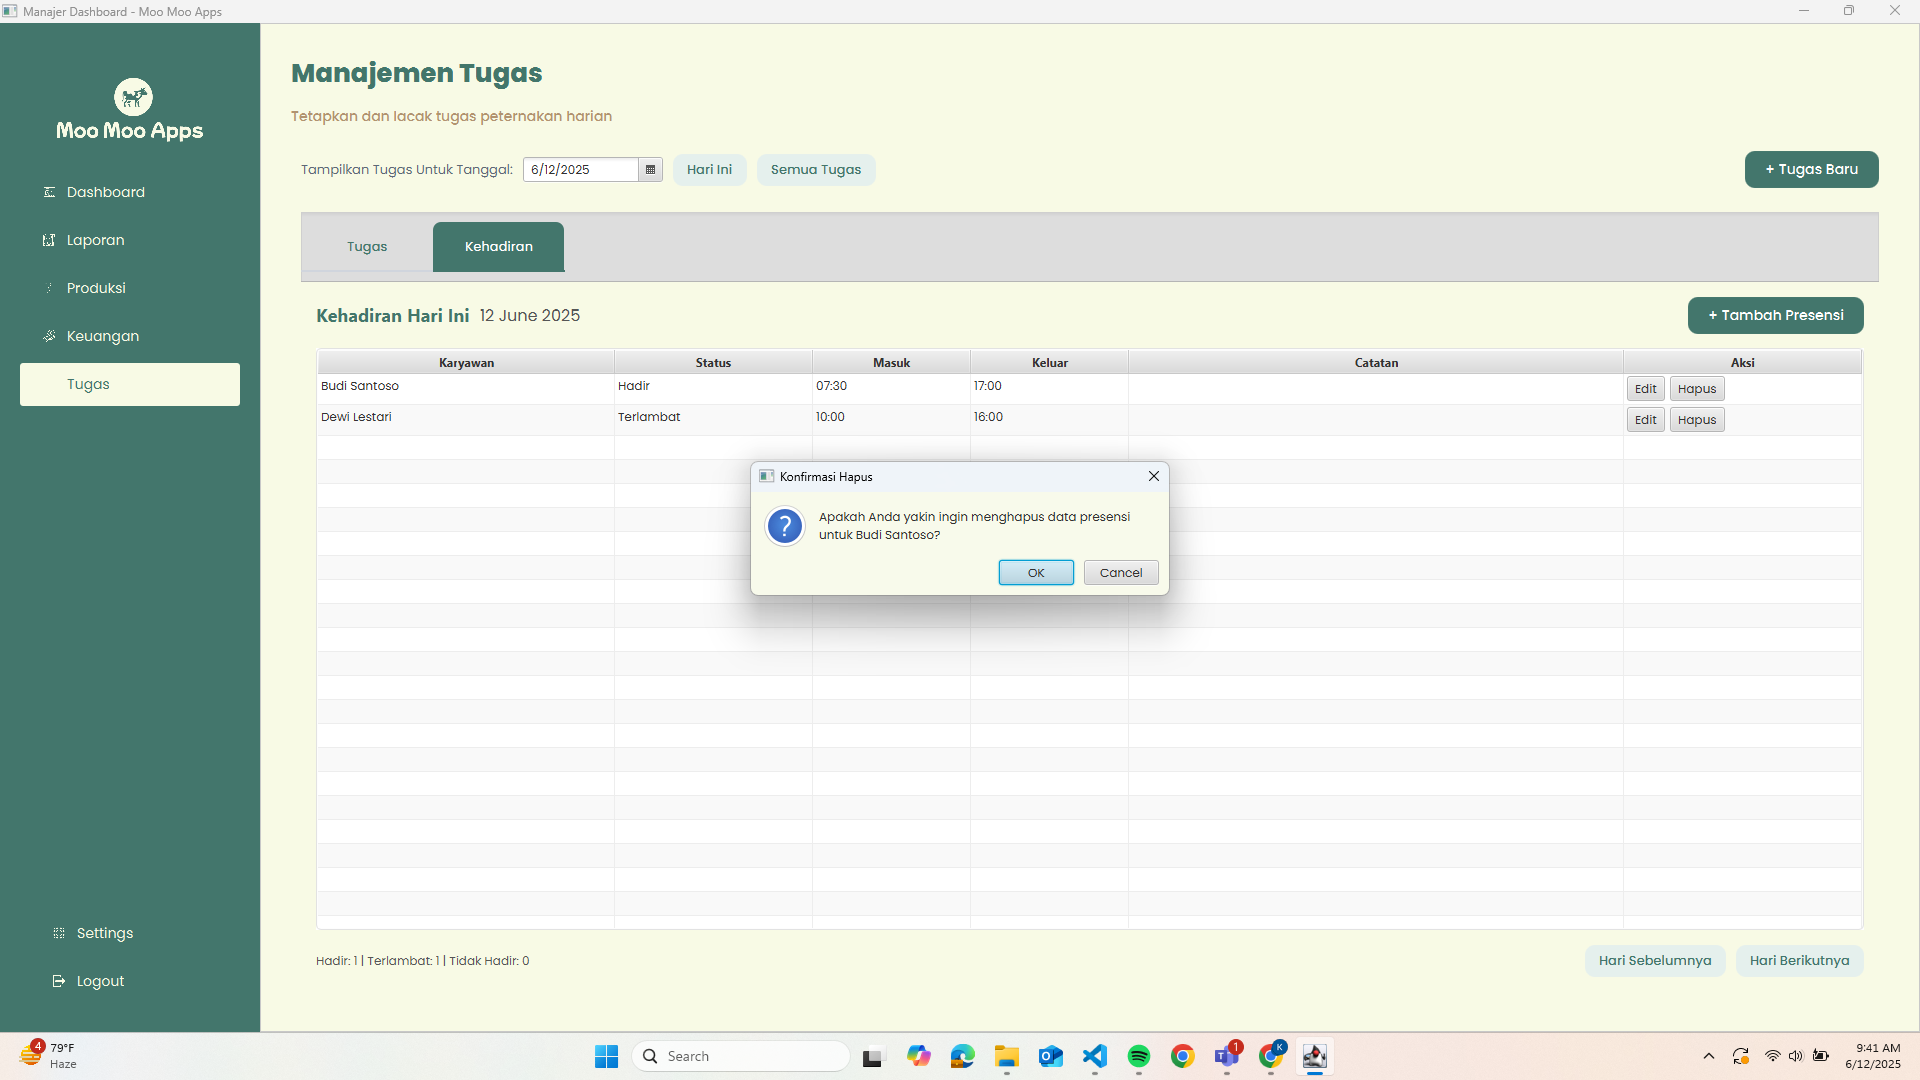 Manajer Dashboard - Moo Moo Apps
Moo Moo Apps
Dashboard
Laporan
Produksi
Keuangan
Tugas
Settings
Logout
Manajemen Tugas
Tetapkan dan lacak tugas peternakan harian
Tampilkan Tugas Untuk Tanggal: 6/12/2025 Hari Ini Semua Tugas + Tugas Baru
Tugas Kehadiran
Kehadiran Hari Ini 12 June 2025 + Tambah Presensi
Karyawan Status Masuk Keluar Catatan Aksi
Budi Santoso Hadir 07:30 17:00 Edit Hapus
Dewi Lestari Terlambat 10:00 16:00 Edit Hapus
Konfirmasi Hapus
?
Apakah Anda yakin ingin menghapus data presensi
untuk Budi Santoso?
OK Cancel
Hadir: 1 | Terlambat: 1 | Tidak Hadir: 0 Hari Sebelumnya Hari Berikutnya
4
79°F
Haze
Search
1
K
9:41 AM
6/12/2025